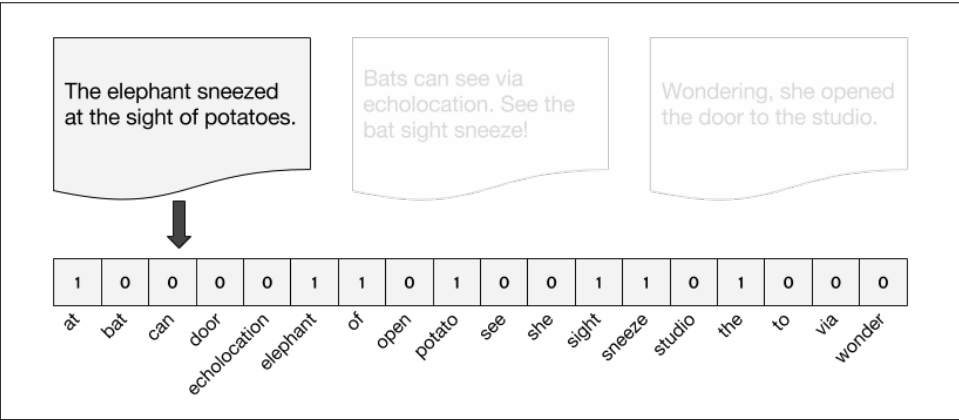 The elephant sneezed
at the sight of potatoes.
Bats can see via
echolocation. See the
bat sight sneeze!
Wondering, she opened
the door to the studio.
1 0 0 0 0 1 1 0 1 0 0 1 1 0 1 0 0 0
at bat can door echolocation elephant of open potato see she sight sneeze studio the to via wonder